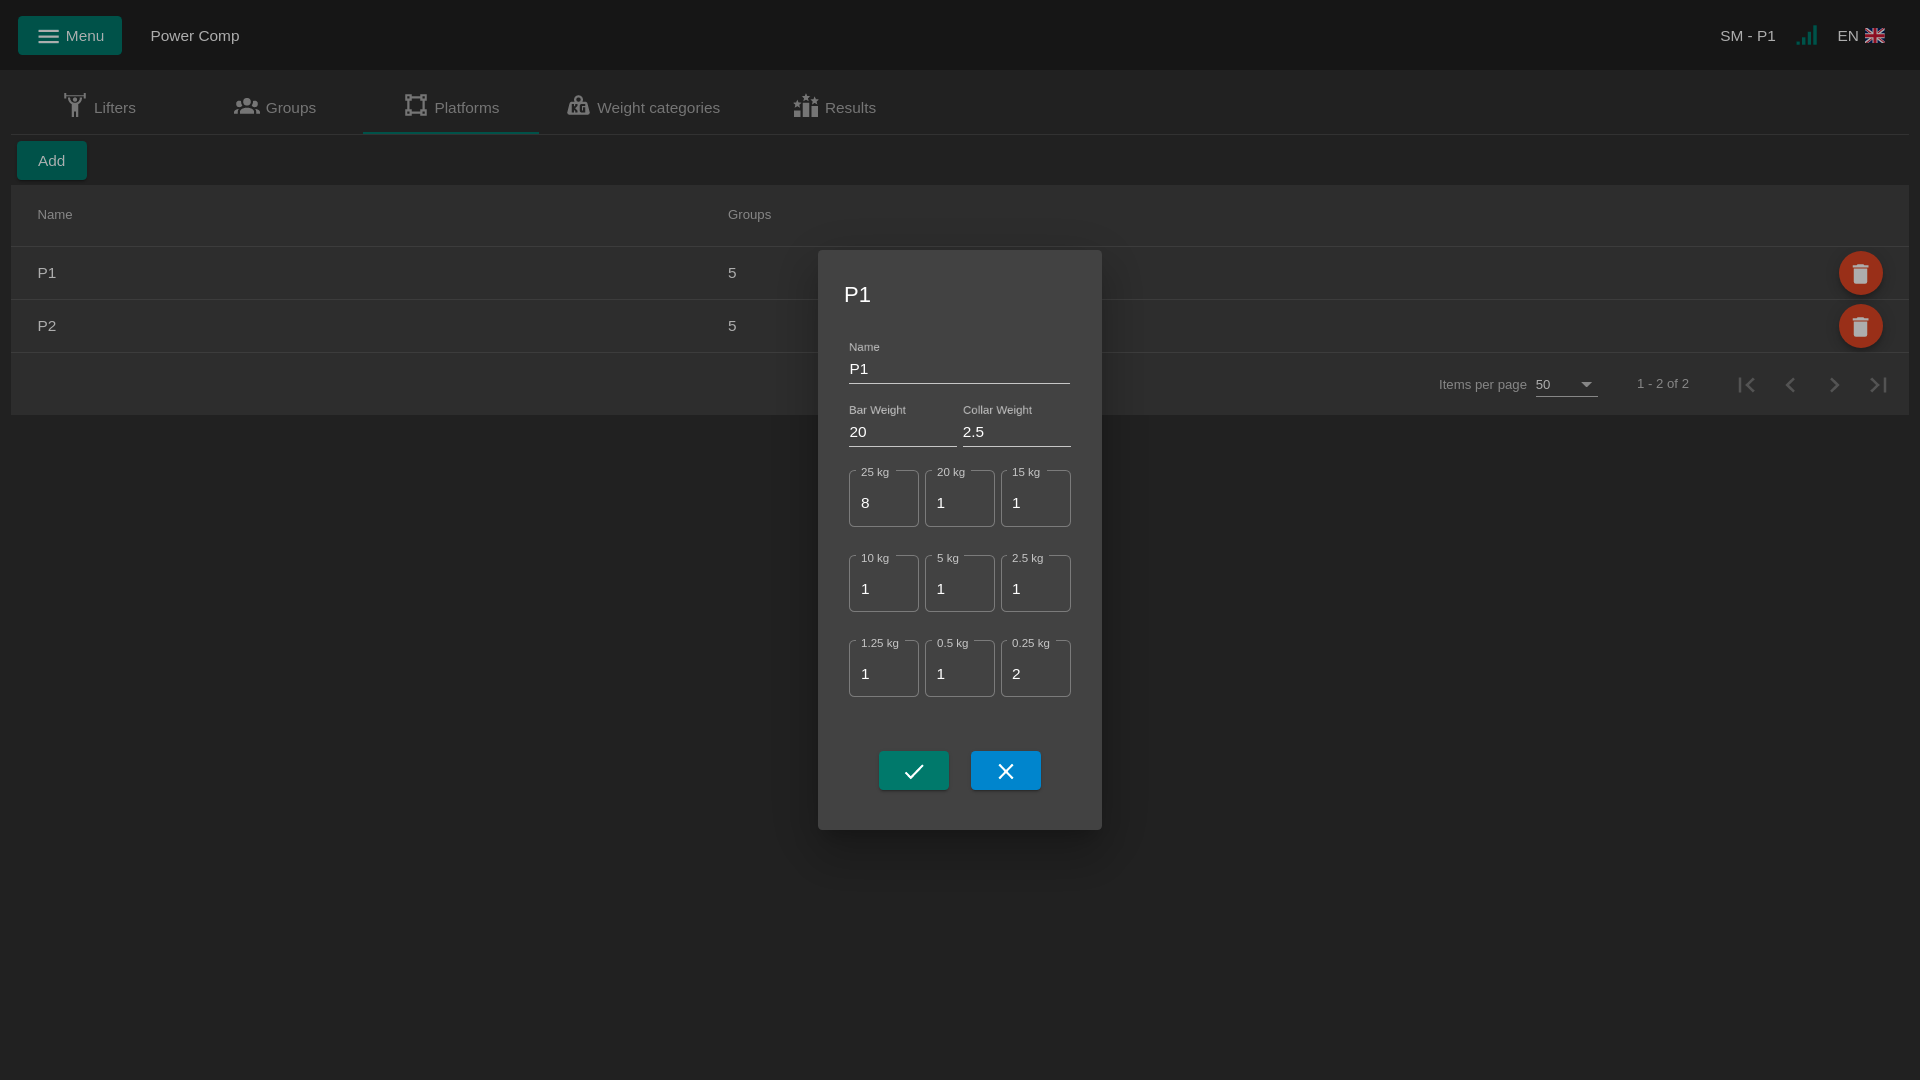 Menu
Power Comp
SM - P1
EN
Lifters
Groups
Platforms
KG
Weight categories
Results
Add
Name
Groups
P1
5
P2
5
Items per page
50
1 - 2 of 2
P1
Name
P1
Bar Weight
Collar Weight
20
2.5
25 kg
20 kg
15 kg
8
1
1
10 kg
5 kg
2.5 kg
1
1
1
1.25 kg
0.5 kg
0.25 kg
1
1
2